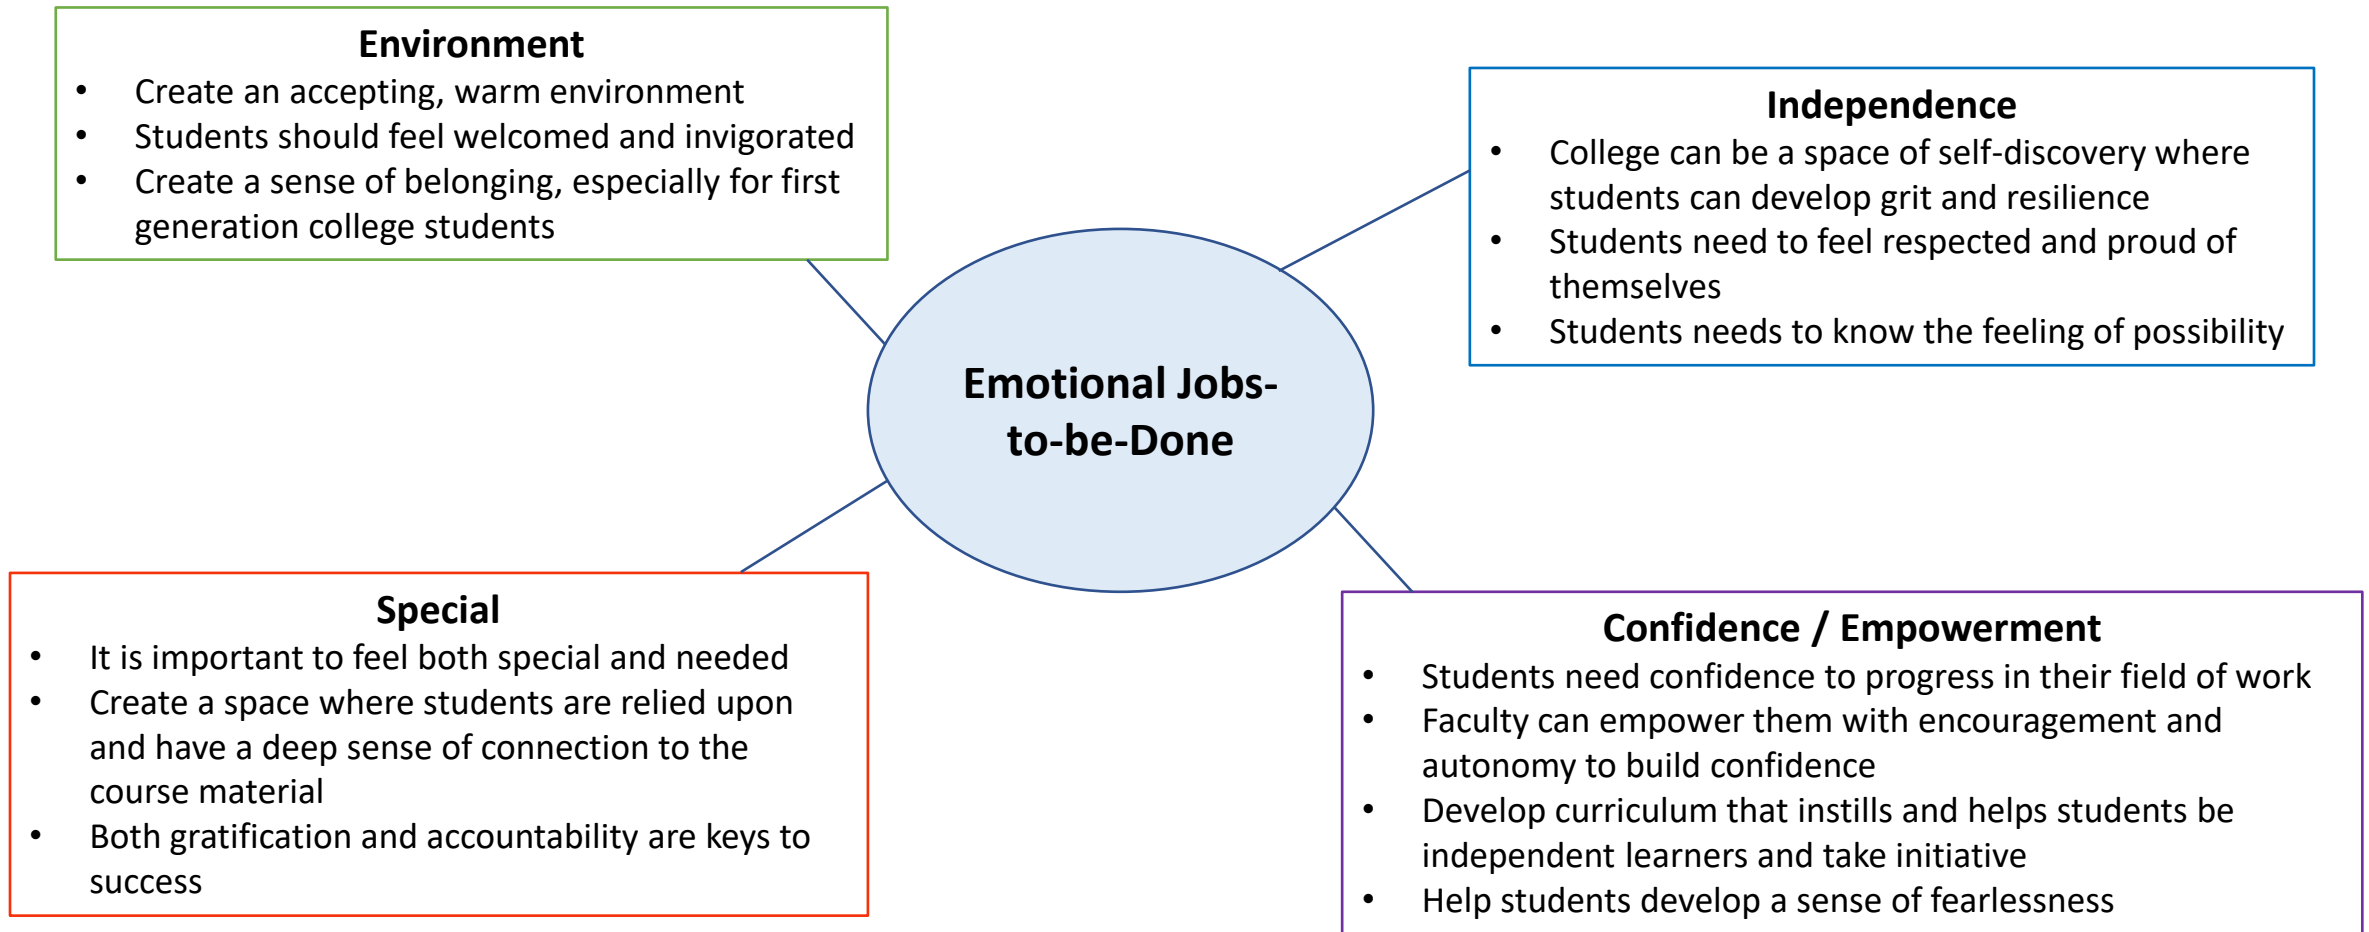 Environment
• Create an accepting, warm environment
• Students should feel welcomed and invigorated
• Create a sense of belonging, especially for first
generation college students
Independence
• College can be a space of self-discovery where
students can develop grit and resilience
• Students need to feel respected and proud of
themselves
• Students needs to know the feeling of possibility
Emotional Jobs-
to-be-Done
Special
• It is important to feel both special and needed
• Create a space where students are relied upon
and have a deep sense of connection to the
course material
• Both gratification and accountability are keys to
success
Confidence / Empowerment
• Students need confidence to progress in their field of work
• Faculty can empower them with encouragement and
autonomy to build confidence
• Develop curriculum that instills and helps students be
independent learners and take initiative
• Help students develop a sense of fearlessness